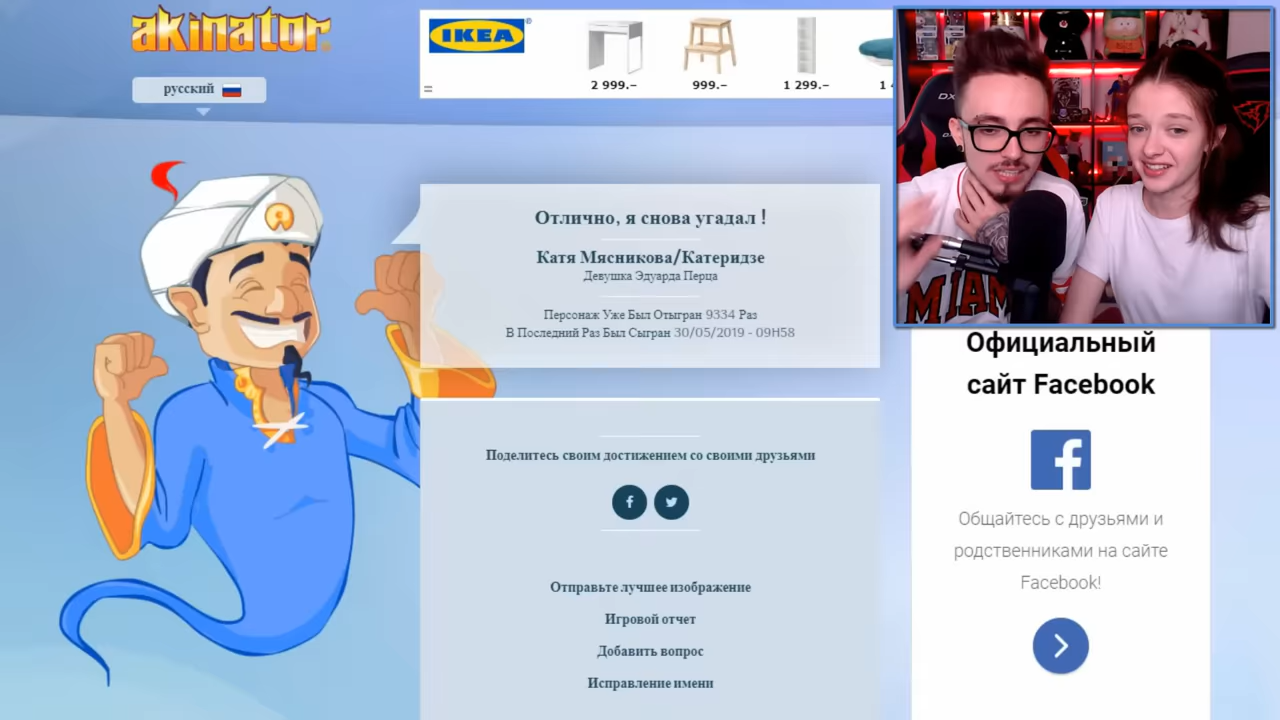 akinator
русский
IKEA
2 999.–
999.–
1 299.–
Отлично, я снова угадал !
Катя Мясникова/Катеридзе
Девушка Эдуарда Перца
Персонаж Уже Был Отыгран 9334 Раз
В Последний Раз Был Сыгран 30/05/2019 - 09H58
Поделитесь своим достижением со своими друзьями
Отправьте лучшее изображение
Игровой отчет
Добавить вопрос
Исправление имени
Официальный
сайт Facebook
Общайтесь с друзьями и
родственниками на сайте
Facebook!